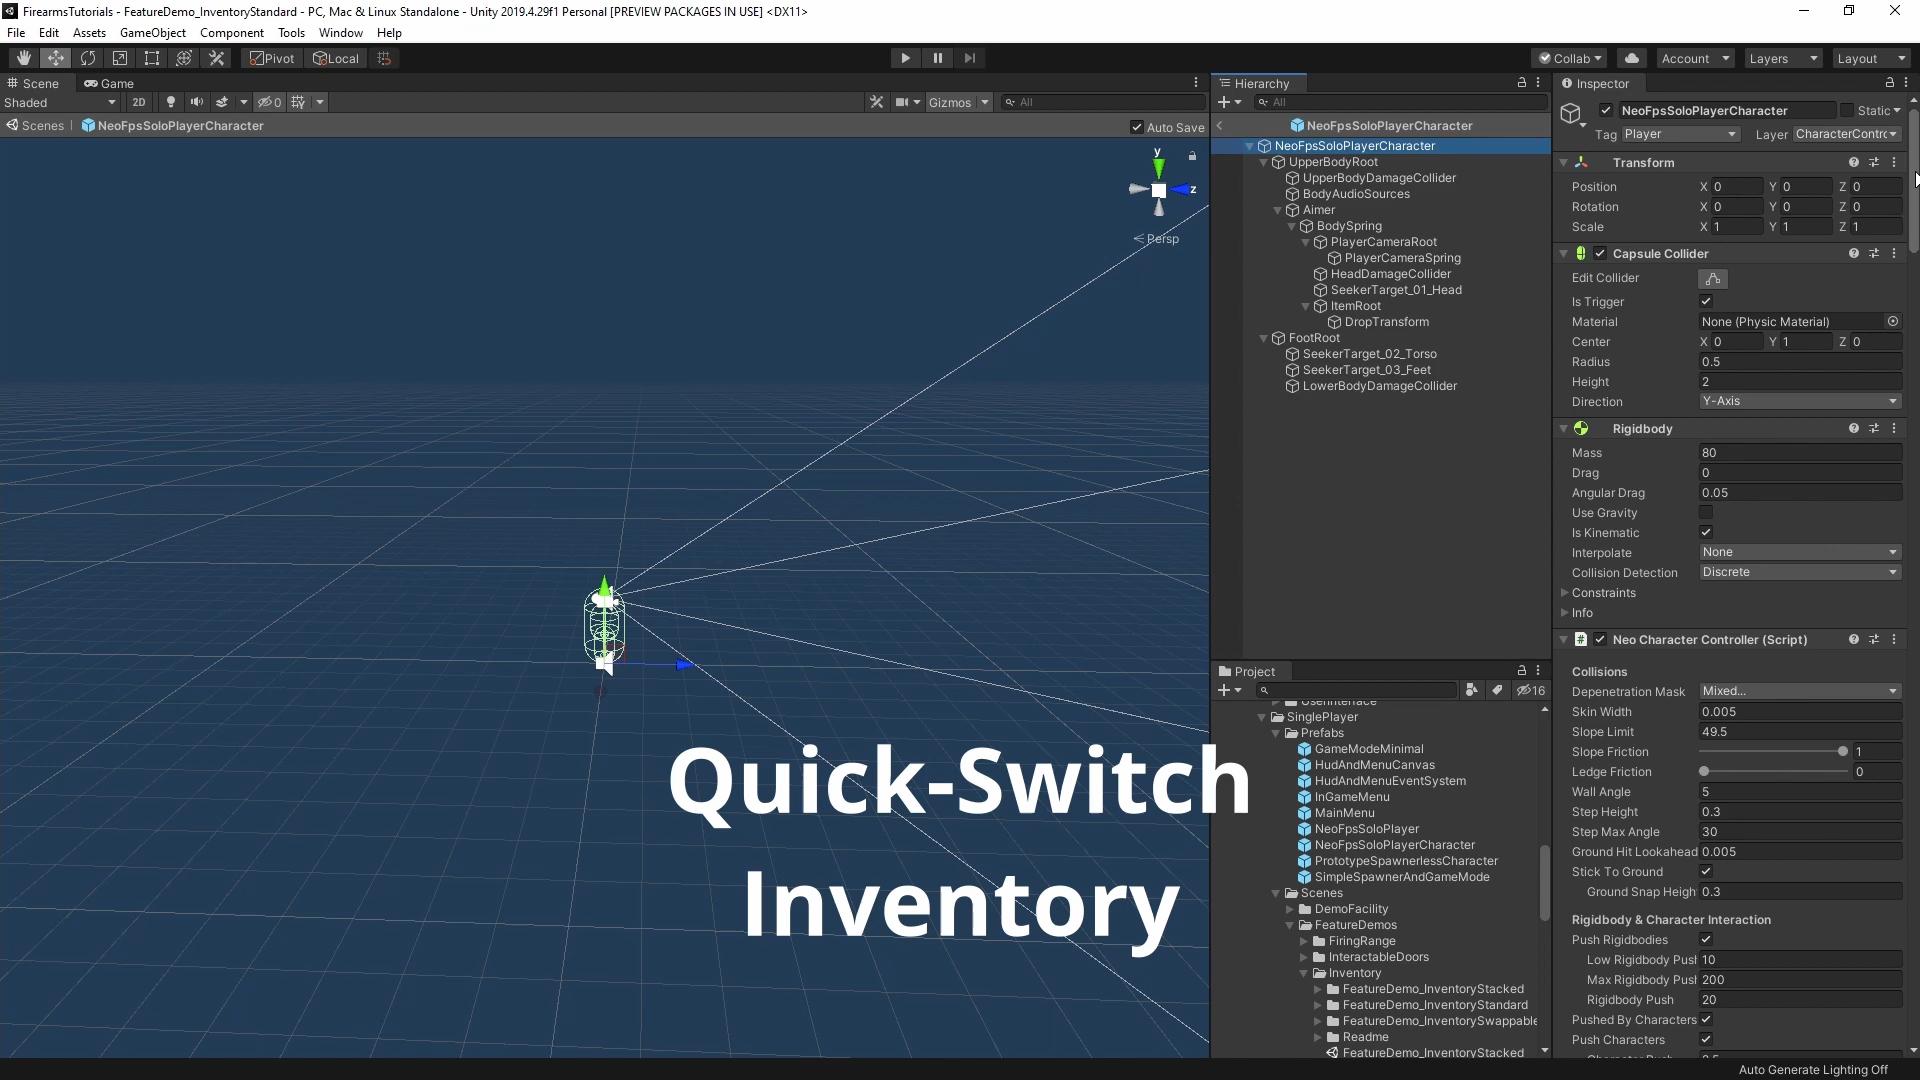 FirearmsTutorials - FeatureDemo_InventoryStandard - PC, Mac & Linux Standalone - Unity 2019.4.29f1 Personal [PREVIEW PACKAGES IN USE] <DX11>
File Edit Assets GameObject Component Tools Window Help
Pivot Local Collab Account Layers Layout
Scene Game
Shaded 2D 0 Gizmos All
Scenes NeoFpsSoloPlayerCharacter Auto Save
y
z
Persp
Quick-Switch
Inventory
Hierarchy
All
NeoFpsSoloPlayerCharacter
NeoFpsSoloPlayerCharacter
UpperBodyRoot
UpperBodyDamageCollider
BodyAudioSources
Aimer
BodySpring
PlayerCameraRoot
PlayerCameraSpring
HeadDamageCollider
SeekerTarget_01_Head
ItemRoot
DropTransform
FootRoot
SeekerTarget_02_Torso
SeekerTarget_03_Feet
LowerBodyDamageCollider
Project
16
UserInterface
SinglePlayer
Prefabs
GameModeMinimal
HudAndMenuCanvas
HudAndMenuEventSystem
InGameMenu
MainMenu
NeoFpsSoloPlayer
NeoFpsSoloPlayerCharacter
PrototypeSpawnerlessCharacter
SimpleSpawnerAndGameMode
Scenes
DemoFacility
FeatureDemos
FiringRange
InteractableDoors
Inventory
FeatureDemo_InventoryStacked
FeatureDemo_InventoryStandard
FeatureDemo_InventorySwappable
Readme
FeatureDemo_InventoryStacked
Inspector
NeoFpsSoloPlayerCharacter Static
Tag Player Layer CharacterContro
Transform
Position X 0 Y 0 Z 0
Rotation X 0 Y 0 Z 0
Scale X 1 Y 1 Z 1
Capsule Collider
Edit Collider
Is Trigger
Material None (Physic Material)
Center X 0 Y 1 Z 0
Radius 0.5
Height 2
Direction Y-Axis
Rigidbody
Mass 80
Drag 0
Angular Drag 0.05
Use Gravity
Is Kinematic
Interpolate None
Collision Detection Discrete
Constraints
Info
# Neo Character Controller (Script)
Collisions
Depenetration Mask Mixed...
Skin Width 0.005
Slope Limit 49.5
Slope Friction 1
Ledge Friction 0
Wall Angle 5
Step Height 0.3
Step Max Angle 30
Ground Hit Lookahead 0.005
Stick To Ground
Ground Snap Heigh 0.3
Rigidbody & Character Interaction
Push Rigidbodies
Low Rigidbody Push 10
Max Rigidbody Push 200
Rigidbody Push 20
Pushed By Characters
Push Characters
Auto Generate Lighting Off